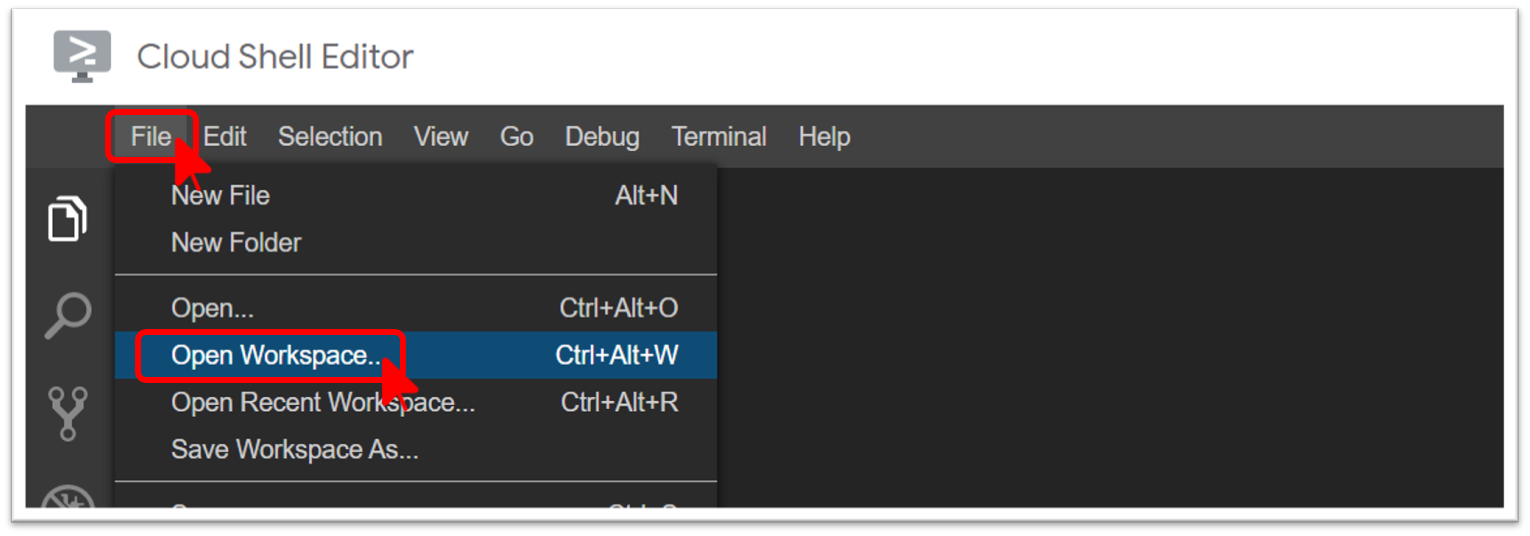 Cloud Shell Editor
File Edit Selection View Go Debug Terminal Help
New File Alt+N
New Folder
Open... Ctrl+Alt+O
Open Workspace... Ctrl+Alt+W
Open Recent Workspace... Ctrl+Alt+R
Save Workspace As...